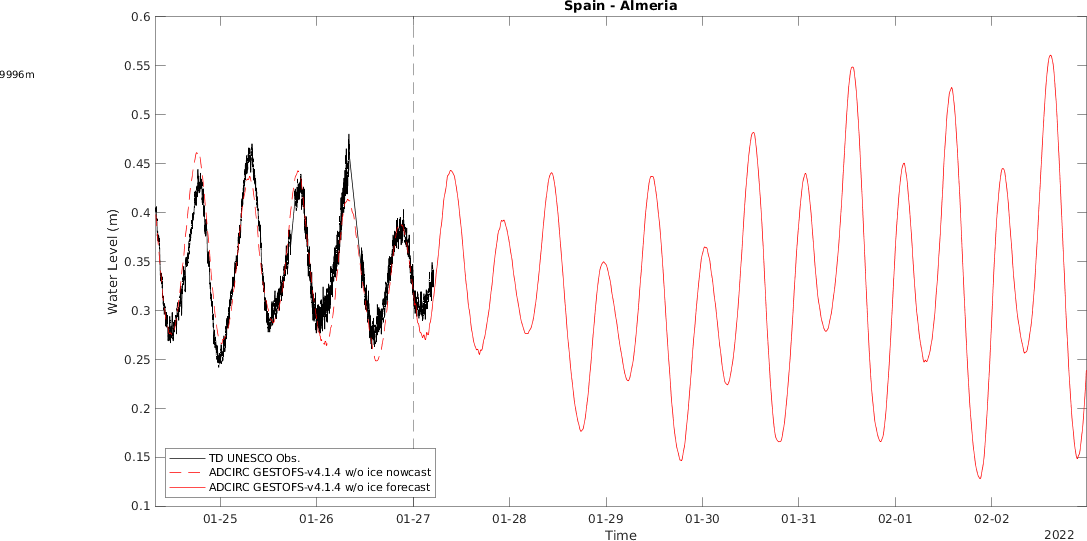 Spain - Almeria
9996m
0.6
0.55
0.5
0.45
0.4
0.35
0.3
0.25
0.2
0.15
0.1
Water Level (m)
TD UNESCO Obs.
ADCIRC GESTOFS-v4.1.4 w/o ice nowcast
ADCIRC GESTOFS-v4.1.4 w/o ice forecast
01-25 01-26 01-27 01-28 01-29 01-30 01-31 02-01 02-02
Time
2022